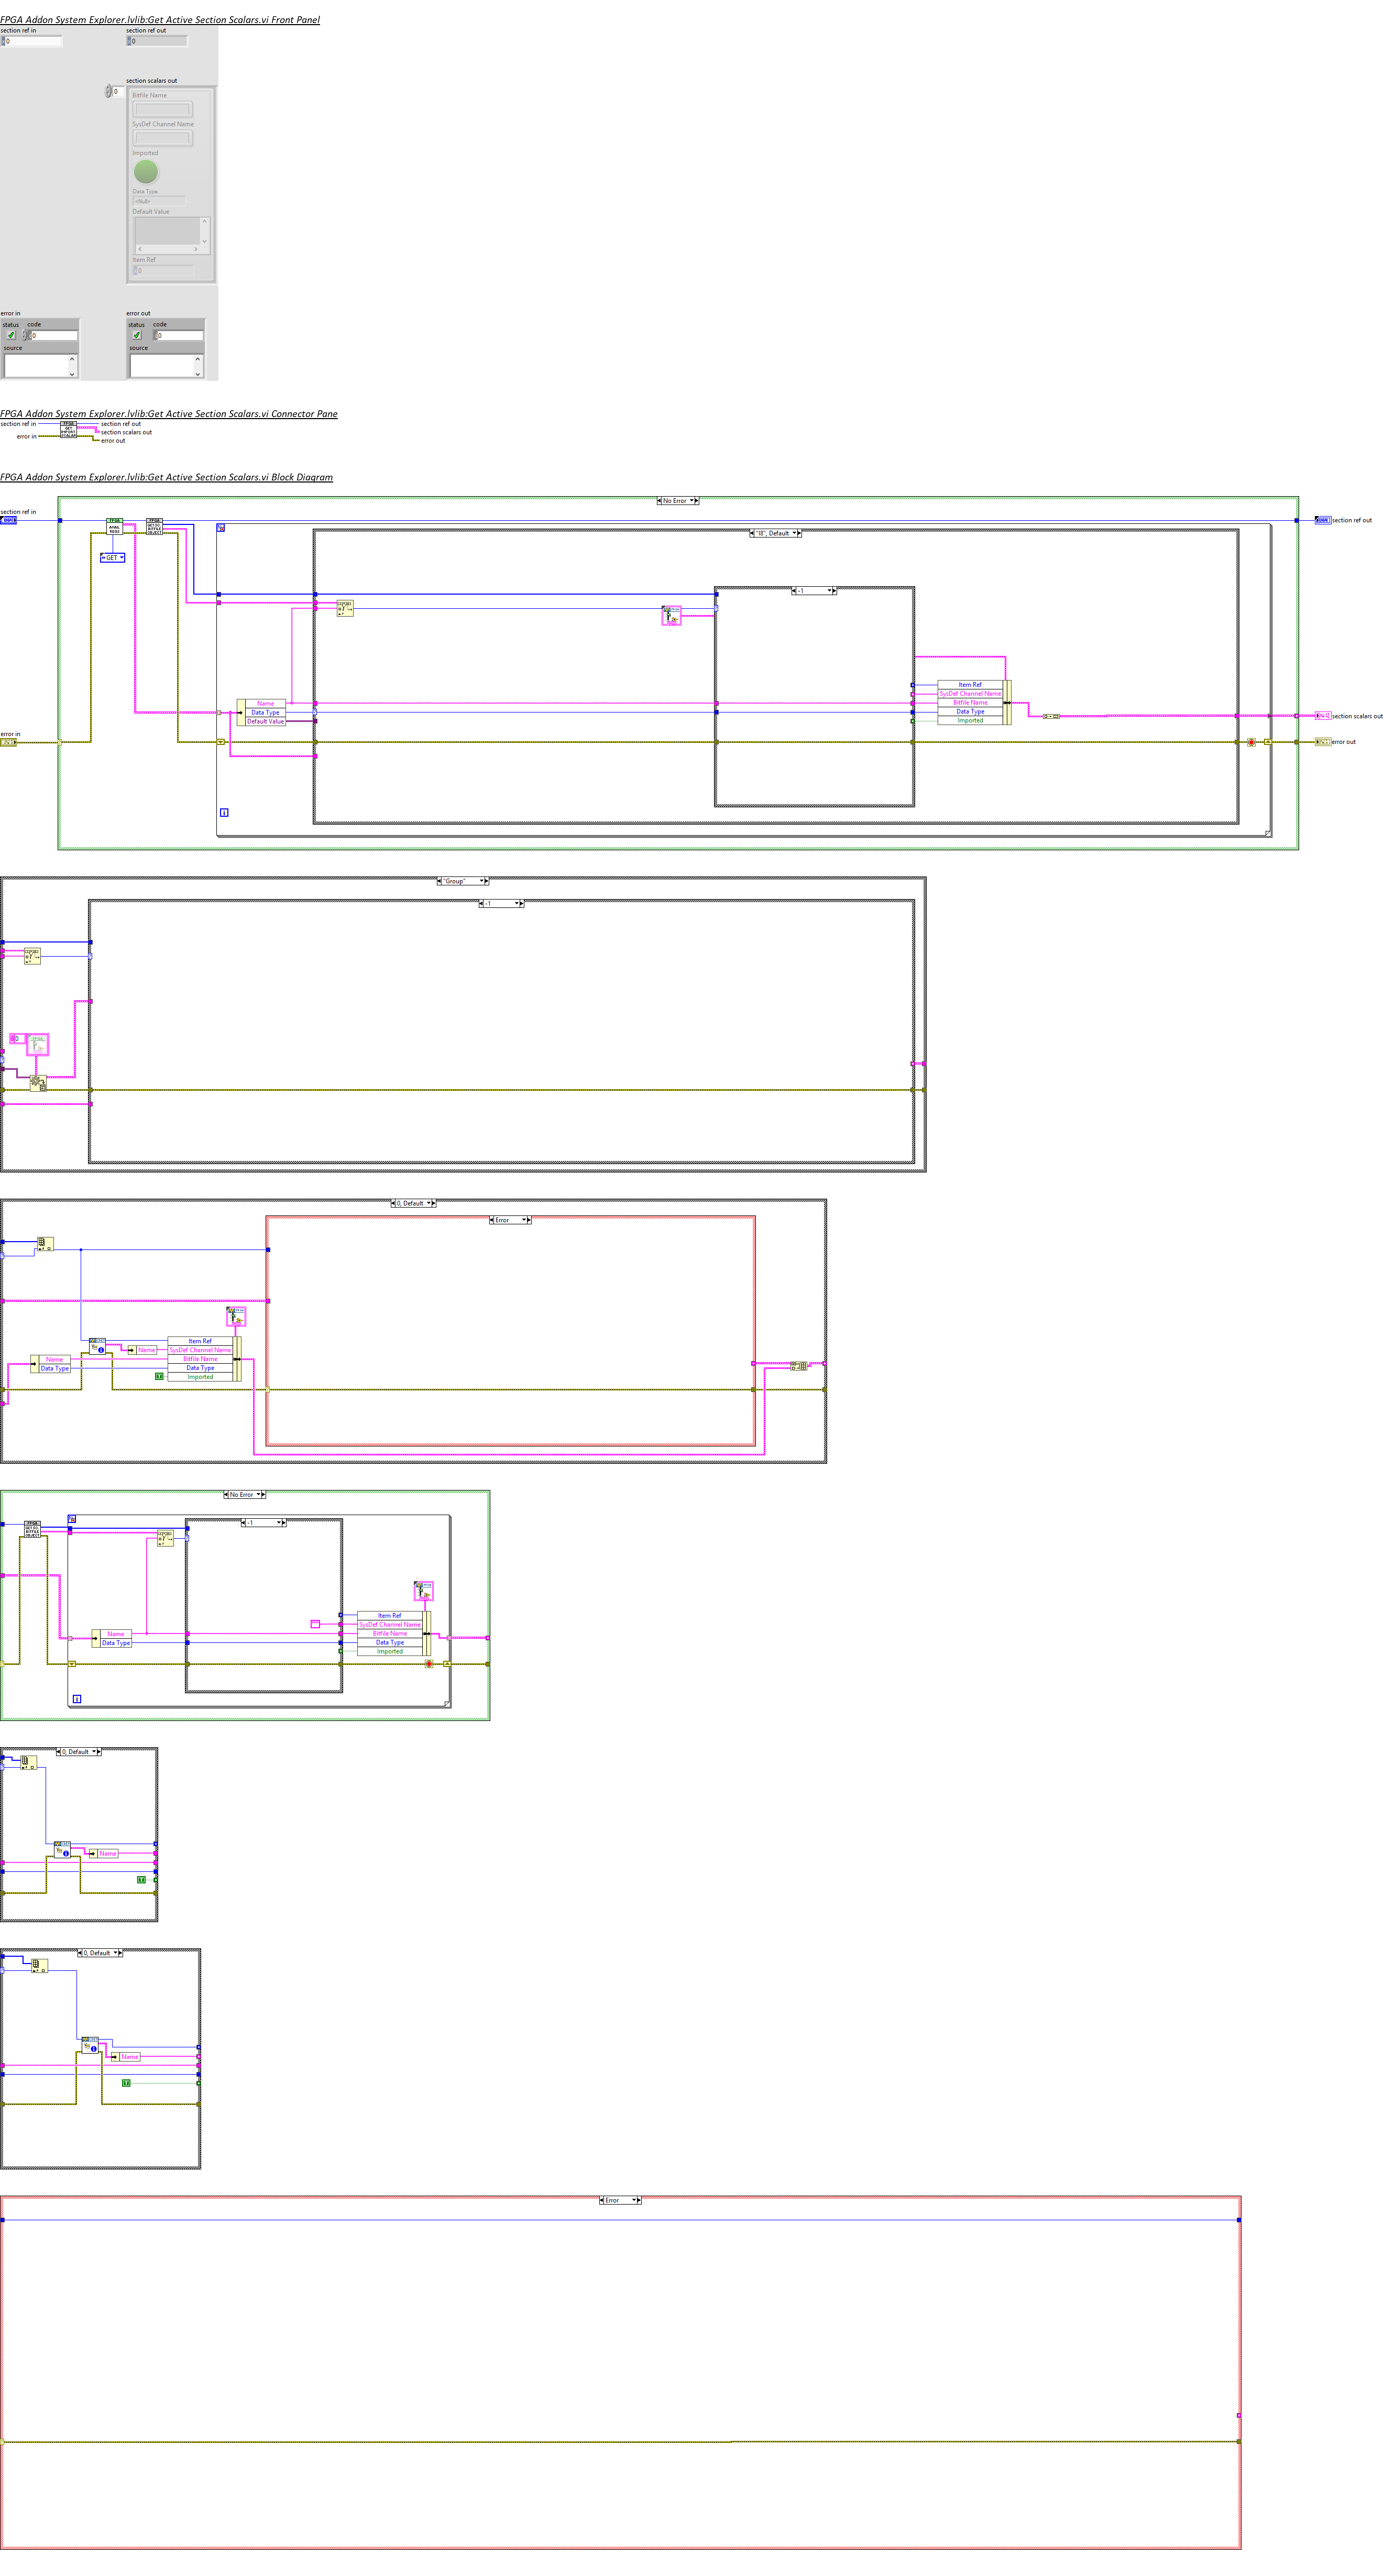 FPGA Addon System Explorer.lvlib:Get Active Section Scalars.vi Front Panel
section ref in
section ref out
0
0
section scalars out
0
Bitfile Name
SysDef Channel Name
Imported
Data Type
<Null>
Default Value
Item Ref
0
error in
error out
status code
status code
0
0
source
source
FPGA Addon System Explorer.lvlib:Get Active Section Scalars.vi Connector Pane
section ref in
section ref out
section scalars out
error in
error out
FPGA Addon System Explorer.lvlib:Get Active Section Scalars.vi Block Diagram
No Error
section ref in
section ref out
GET
"I8", Default
-1
Name
Data Type
Default Value
Item Ref
SysDef Channel Name
Bitfile Name
Data Type
Imported
section scalars out
error in
error out
i
"Group"
-1
0, Default
Error
Name
Data Type
Name
Item Ref
SysDef Channel Name
Bitfile Name
Data Type
Imported
No Error
-1
Name
Data Type
Item Ref
SysDef Channel Name
Bitfile Name
Data Type
Imported
i
0, Default
Name
0, Default
Name
Error